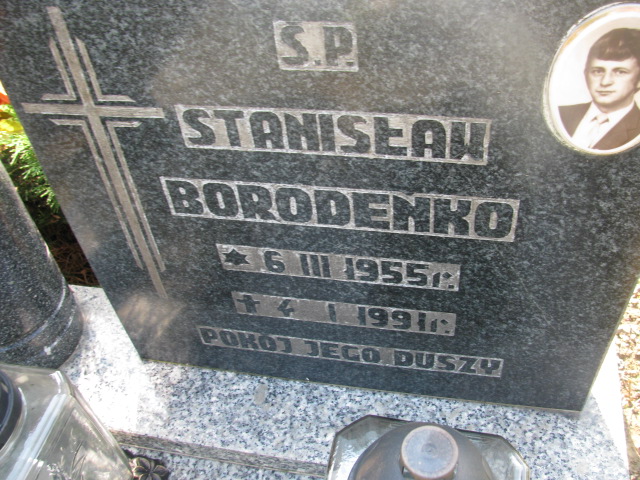 S.P.
STANISŁAW
BORODENKO
* 6 III 1955r.
✝ 4 I 1991r.
POKÓJ JEGO DUSZY